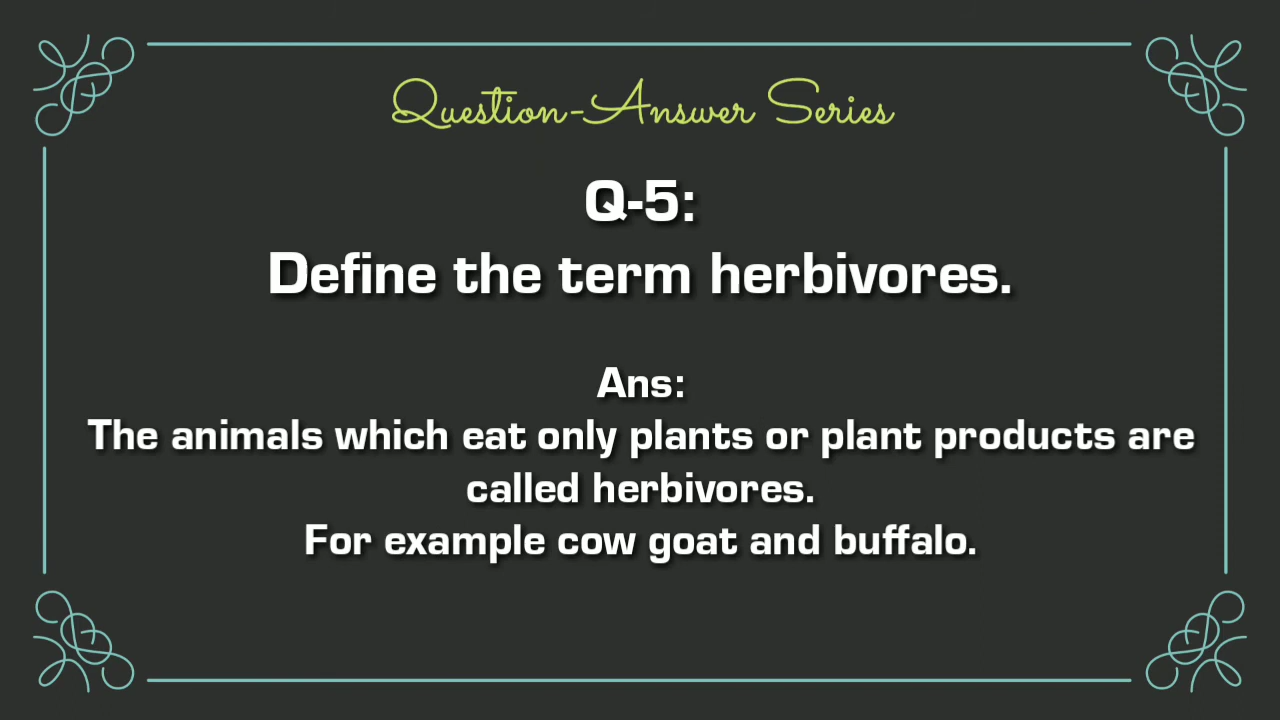 Question-Answer Series
Q-5:
Define the term herbivores.
Ans:
The animals which eat only plants or plant products are
called herbivores.
For example cow goat and buffalo.